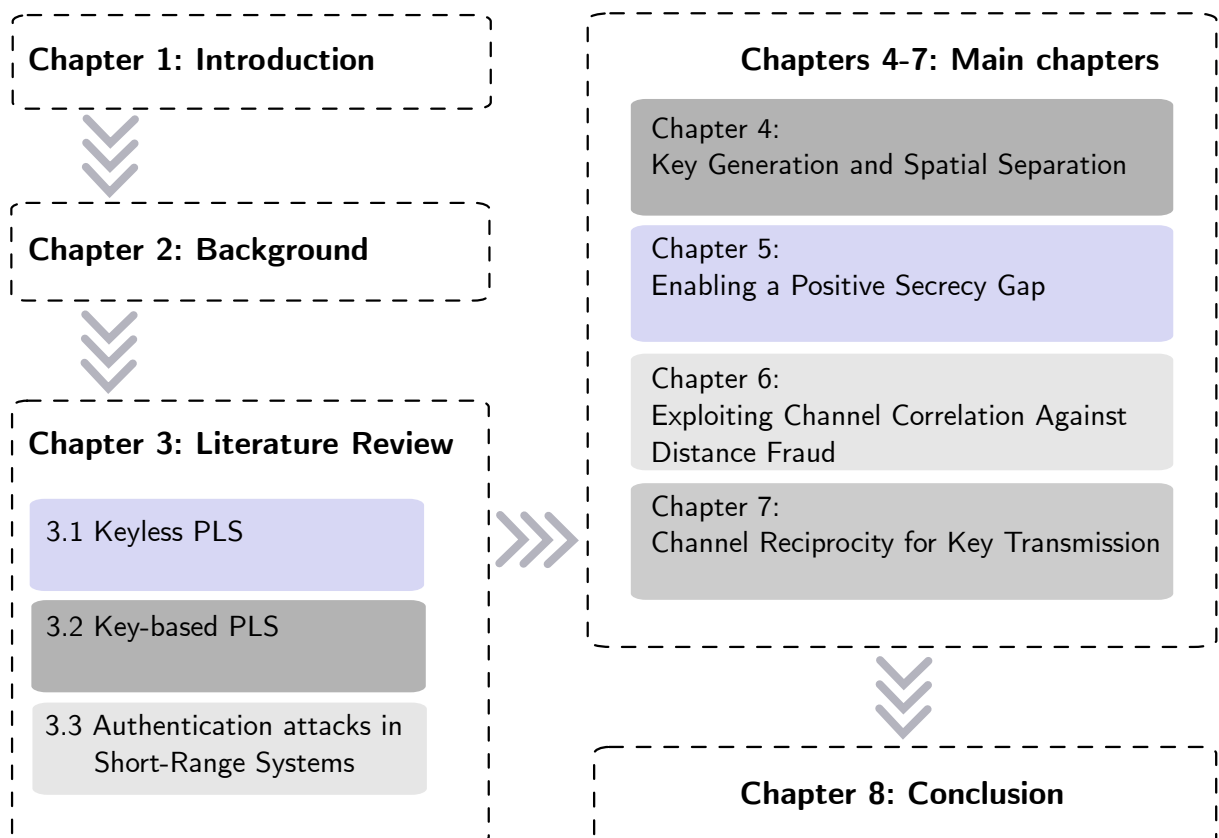 Chapter 1: Introduction
Chapter 2: Background
Chapter 3: Literature Review
3.1 Keyless PLS
3.2 Key-based PLS
3.3 Authentication attacks in
Short-Range Systems
Chapters 4-7: Main chapters
Chapter 4:
Key Generation and Spatial Separation
Chapter 5:
Enabling a Positive Secrecy Gap
Chapter 6:
Exploiting Channel Correlation Against
Distance Fraud
Chapter 7:
Channel Reciprocity for Key Transmission
Chapter 8: Conclusion